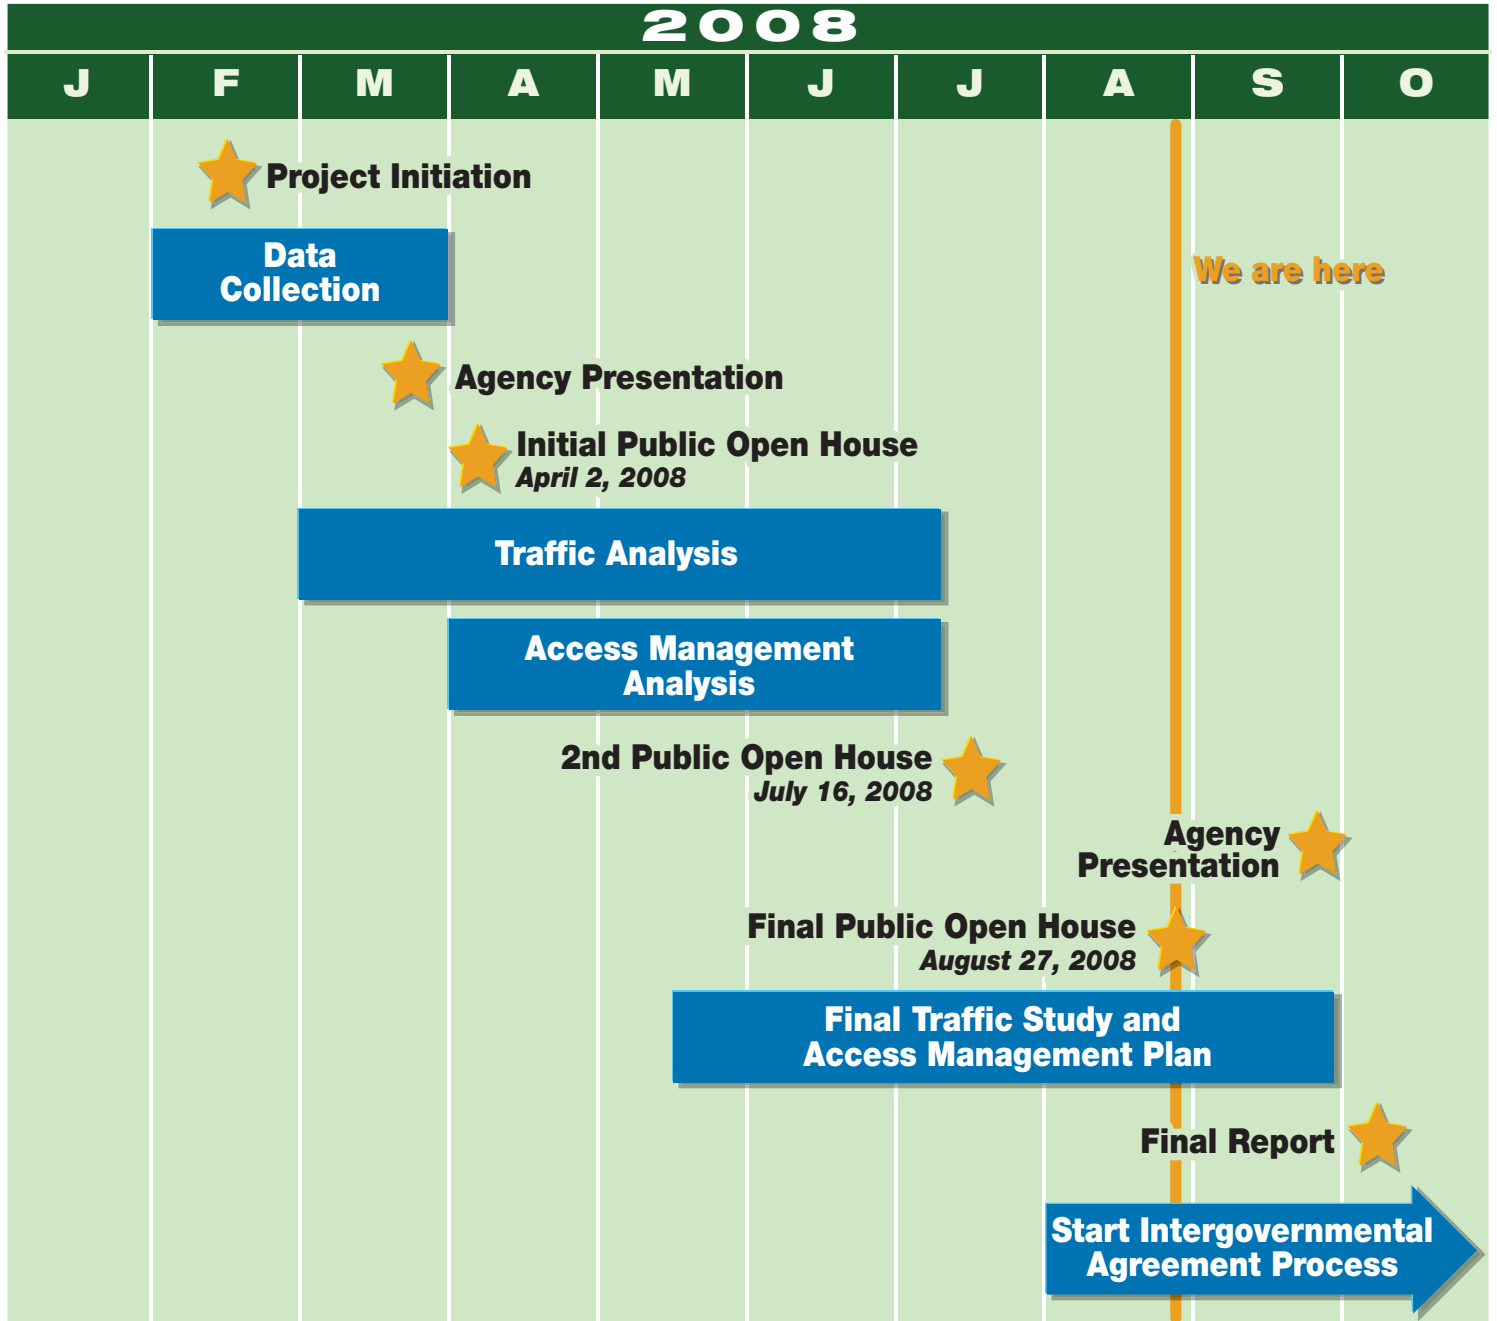 2008
J F M A M J J A S O
Project Initiation
Data
Collection
We are here
Agency Presentation
Initial Public Open House
April 2, 2008
Traffic Analysis
Access Management
Analysis
2nd Public Open House
July 16, 2008
Agency
Presentation
Final Public Open House
August 27, 2008
Final Traffic Study and
Access Management Plan
Final Report
Start Intergovernmental
Agreement Process